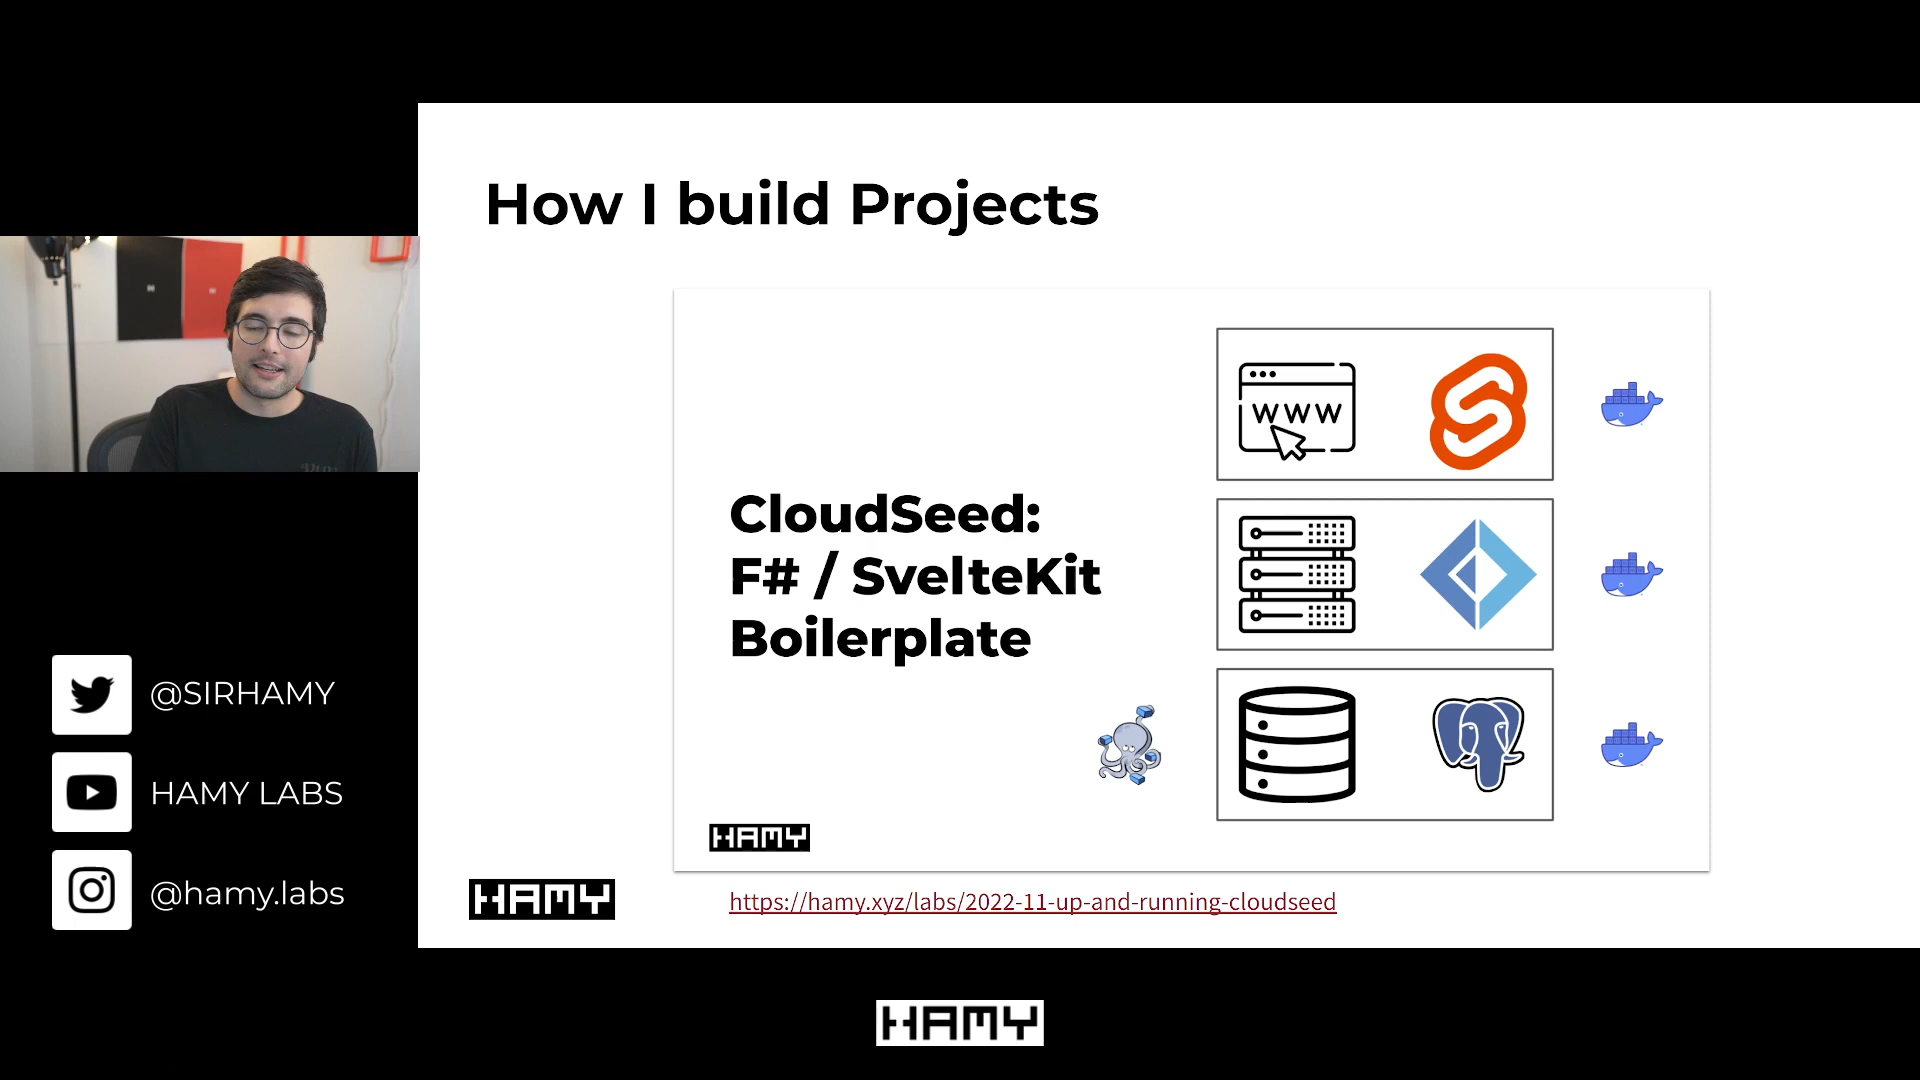 How I build Projects
WWW
CloudSeed:
F# / SvelteKit
Boilerplate
HAMY
HAMY
https://hamy.xyz/labs/2022-11-up-and-running-cloudseed
@SIRHAMY
HAMY LABS
@hamy.labs
HAMY